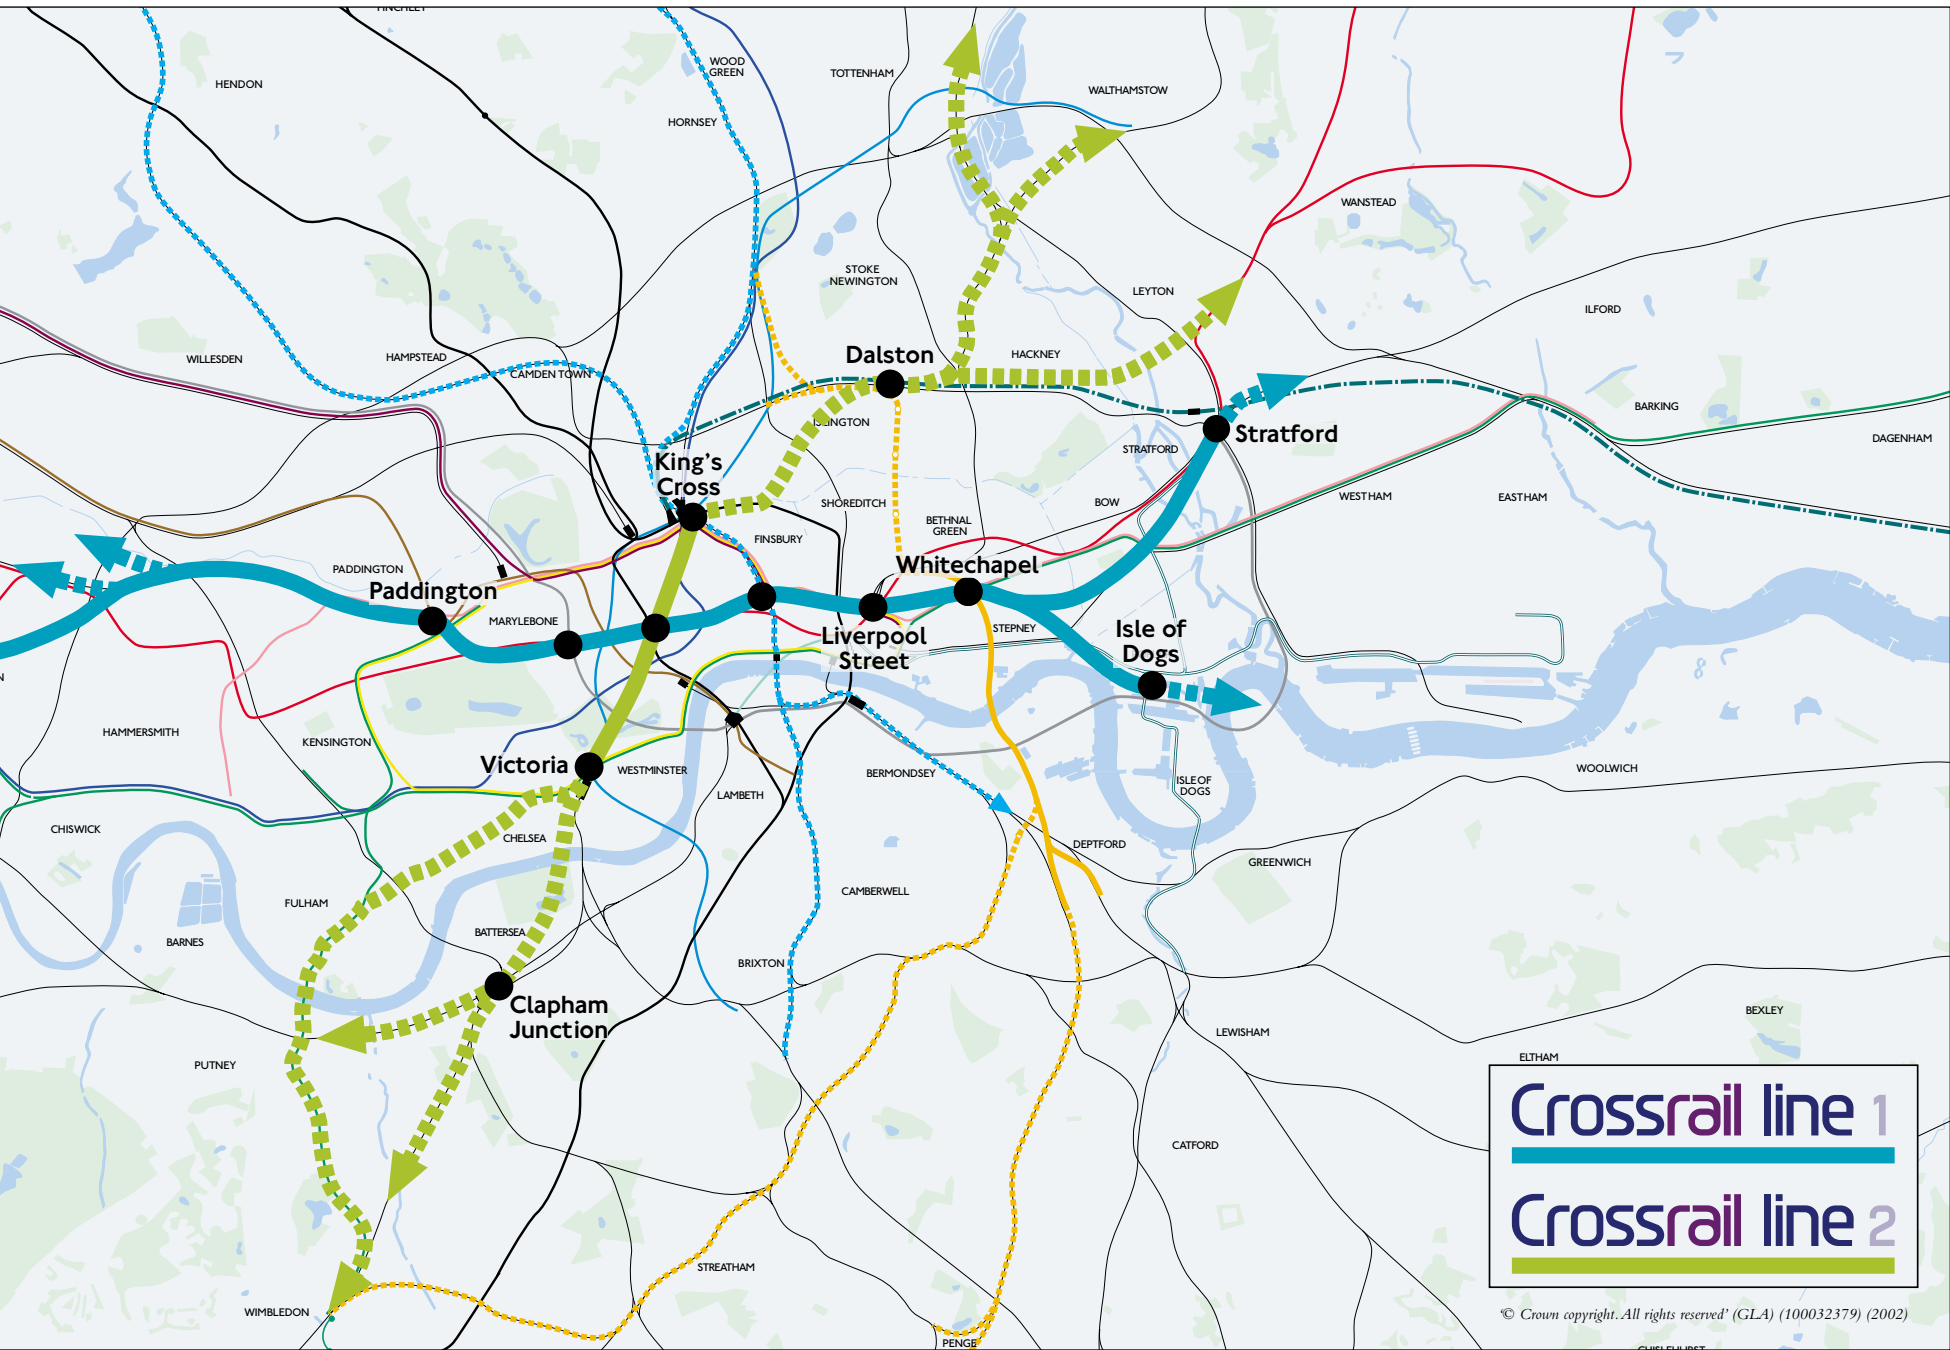 FINCHLEY
HENDON
WOOD
GREEN
TOTTENHAM
WALTHAMSTOW
HORNSEY
WANSTEAD
STOKE
NEWINGTON
LEYTON
ILFORD
WILLESDEN
HAMPSTEAD
CAMDEN TOWN
Dalston
HACKNEY
BARKING
DAGENHAM
ISLINGTON
Stratford
STRATFORD
King's
Cross
SHOREDITCH
BOW
WEST HAM
EAST HAM
BETHNAL
GREEN
FINSBURY
PADDINGTON
Paddington
Whitechapel
MARYLEBONE
Liverpool
Street
STEPNEY
Isle of
Dogs
N
HAMMERSMITH
KENSINGTON
Victoria
WESTMINSTER
BERMONDSEY
ISLE OF
DOGS
WOOLWICH
LAMBETH
CHISWICK
CHELSEA
DEPTFORD
GREENWICH
FULHAM
CAMBERWELL
BARNES
BATTERSEA
BRIXTON
Clapham
Junction
BEXLEY
LEWISHAM
ELTHAM
PUTNEY
CATFORD
STREATHAM
WIMBLEDON
PENGE
CHISLEHURST
Crossrail line 1
Crossrail line 2
'© Crown copyright. All rights reserved' (GLA) (100032379) (2002)